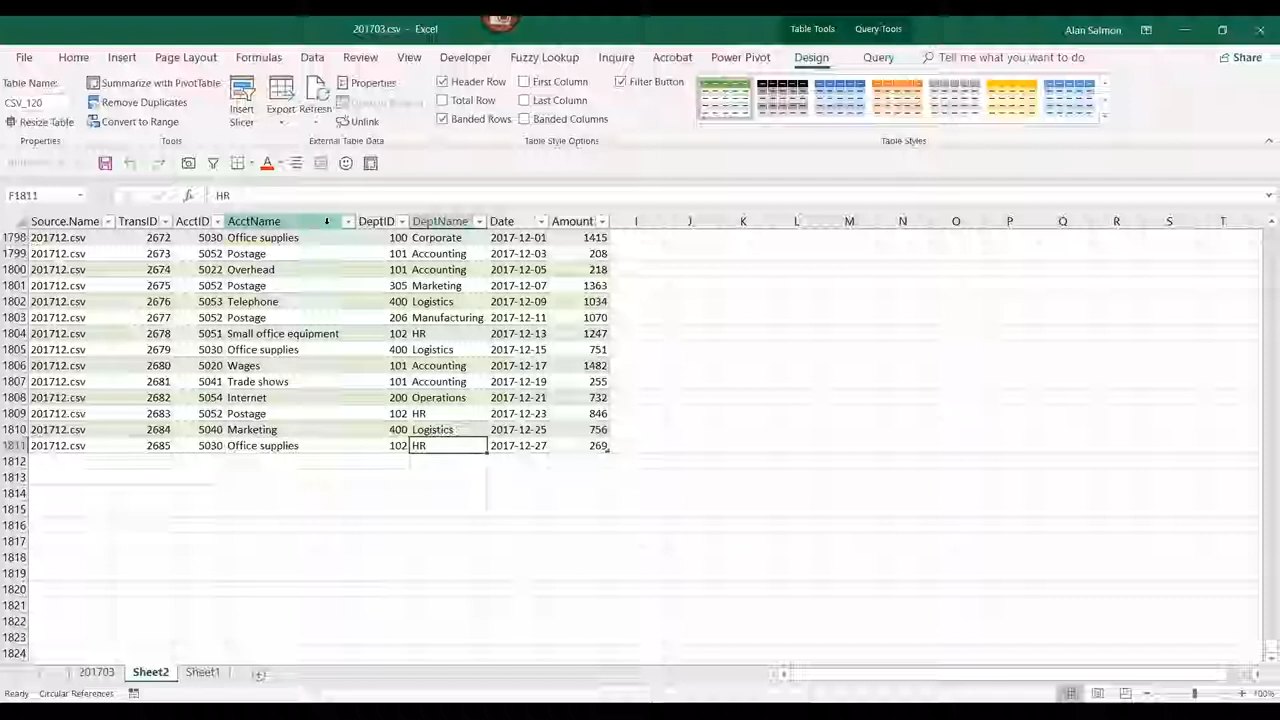 201703.csv - Excel
Table Tools
Query Tools
Alan Salmon
File Home Insert Page Layout Formulas Data Review View Developer Fuzzy Lookup Inquire Acrobat Power Pivot Design Query Tell me what you want to do Share
Table Name:
CSV_120
Resize Table
Properties
Summarize with PivotTable
Remove Duplicates
Convert to Range
Tools
Insert Slicer
Export
Refresh
Properties
Unlink
External Table Data
Header Row First Column Filter Button
Total Row Last Column
Banded Rows Banded Columns
Table Style Options
Table Styles
F1811 fx HR
Source.Name TransID AcctID AcctName DeptID DeptName Date Amount I J K L M N O P Q R S T
1798 201712.csv 2672 5030 Office supplies 100 Corporate 2017-12-01 1415
1799 201712.csv 2673 5052 Postage 101 Accounting 2017-12-03 208
1800 201712.csv 2674 5022 Overhead 101 Accounting 2017-12-05 218
1801 201712.csv 2675 5052 Postage 305 Marketing 2017-12-07 1363
1802 201712.csv 2676 5053 Telephone 400 Logistics 2017-12-09 1034
1803 201712.csv 2677 5052 Postage 206 Manufacturing 2017-12-11 1070
1804 201712.csv 2678 5051 Small office equipment 102 HR 2017-12-13 1247
1805 201712.csv 2679 5030 Office supplies 400 Logistics 2017-12-15 751
1806 201712.csv 2680 5020 Wages 101 Accounting 2017-12-17 1482
1807 201712.csv 2681 5041 Trade shows 101 Accounting 2017-12-19 255
1808 201712.csv 2682 5054 Internet 200 Operations 2017-12-21 732
1809 201712.csv 2683 5052 Postage 102 HR 2017-12-23 846
1810 201712.csv 2684 5040 Marketing 400 Logistics 2017-12-25 756
1811 201712.csv 2685 5030 Office supplies 102 HR 2017-12-27 269
1812
1813
1814
1815
1816
1817
1818
1819
1820
1821
1822
1823
1824
201703 Sheet2 Sheet1
Ready Circular References 100%